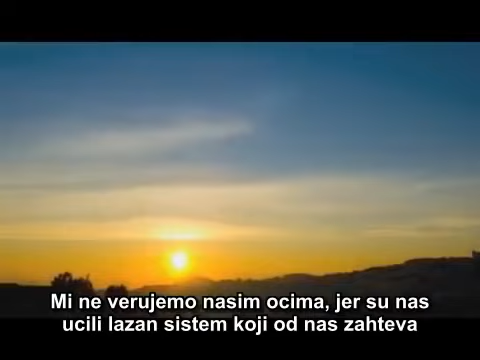 Mi ne verujemo nasim ocima, jer su nas
ucili lazan sistem koji od nas zahteva